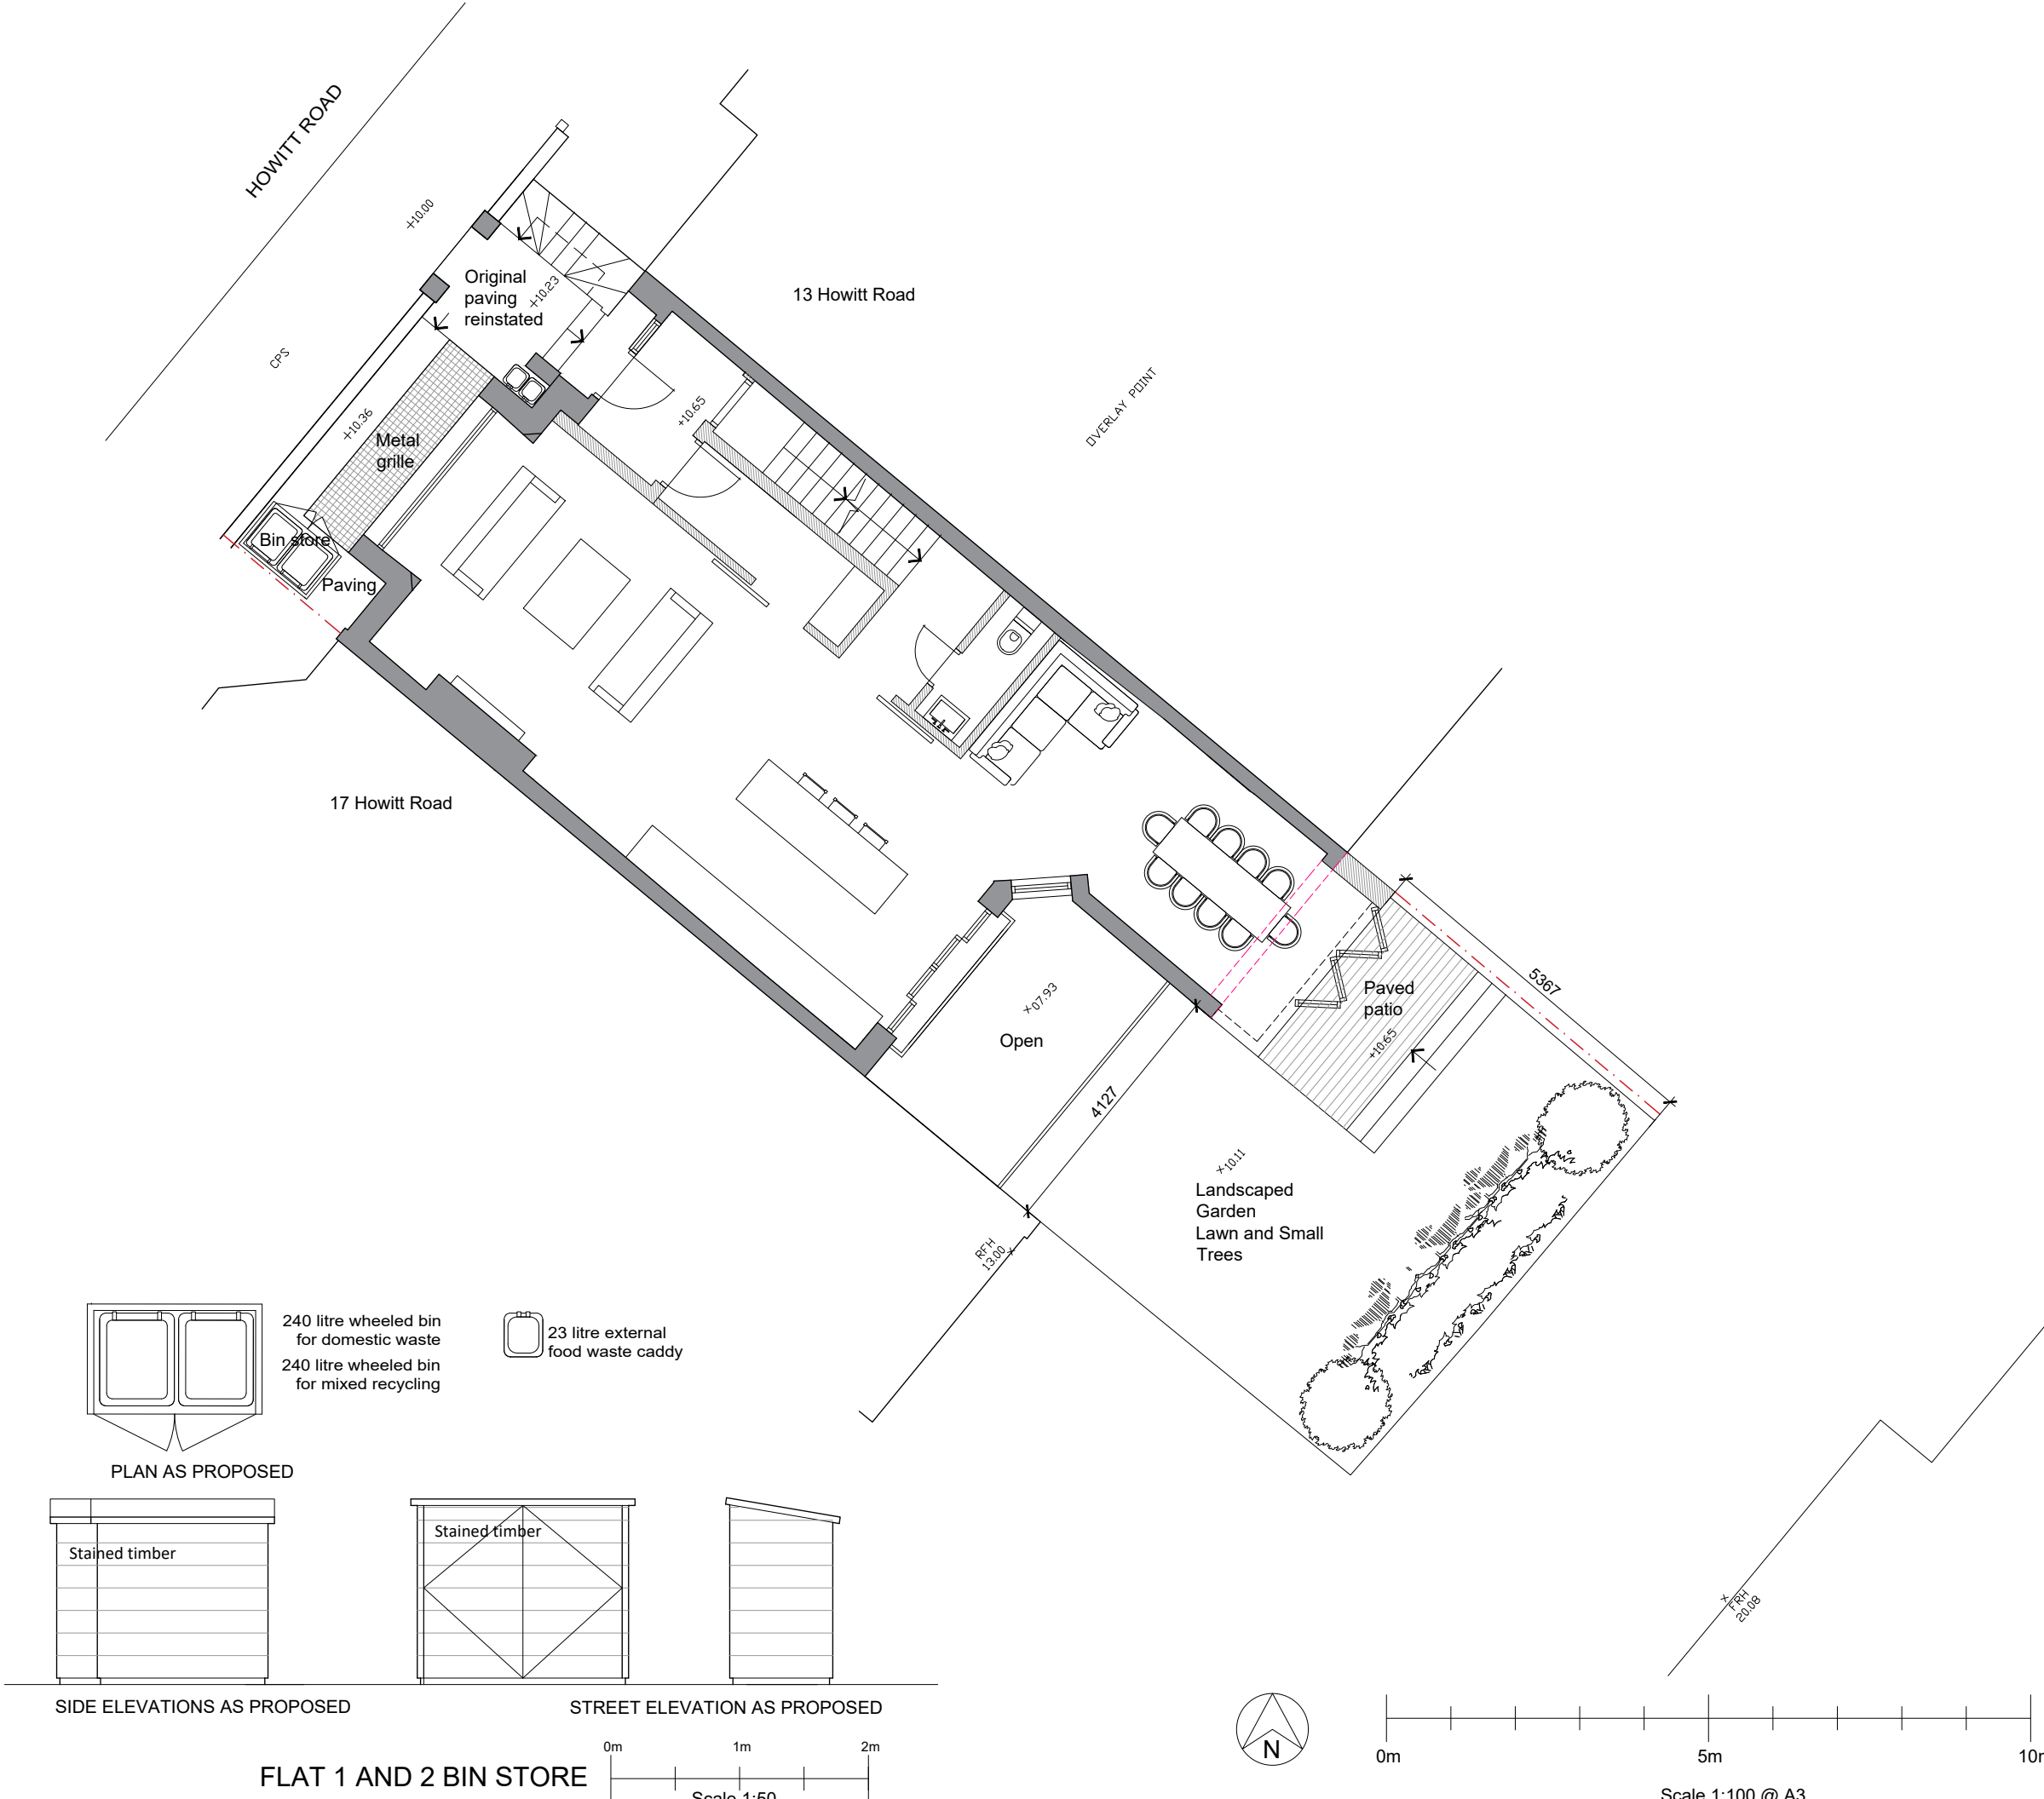 HOWITT ROAD
+10.00
Original
paving
reinstated
+10.23
13 Howitt Road
CPS
+10.36
Metal
grille
+10.65
OVERLAY POINT
Bin store
Paving
17 Howitt Road
×07.93
Open
Paved
patio
+10.65
5367
4127
×10.11
Landscaped
Garden
Lawn and Small
Trees
RFH
13.00
240 litre wheeled bin
for domestic waste
240 litre wheeled bin
for mixed recycling
23 litre external
food waste caddy
PLAN AS PROPOSED
Stained timber
Stained timber
FRH
20.08
SIDE ELEVATIONS AS PROPOSED
STREET ELEVATION AS PROPOSED
N
0m
5m
10m
0m
1m
2m
FLAT 1 AND 2 BIN STORE
Scale 1:50
Scale 1:100 @ A3